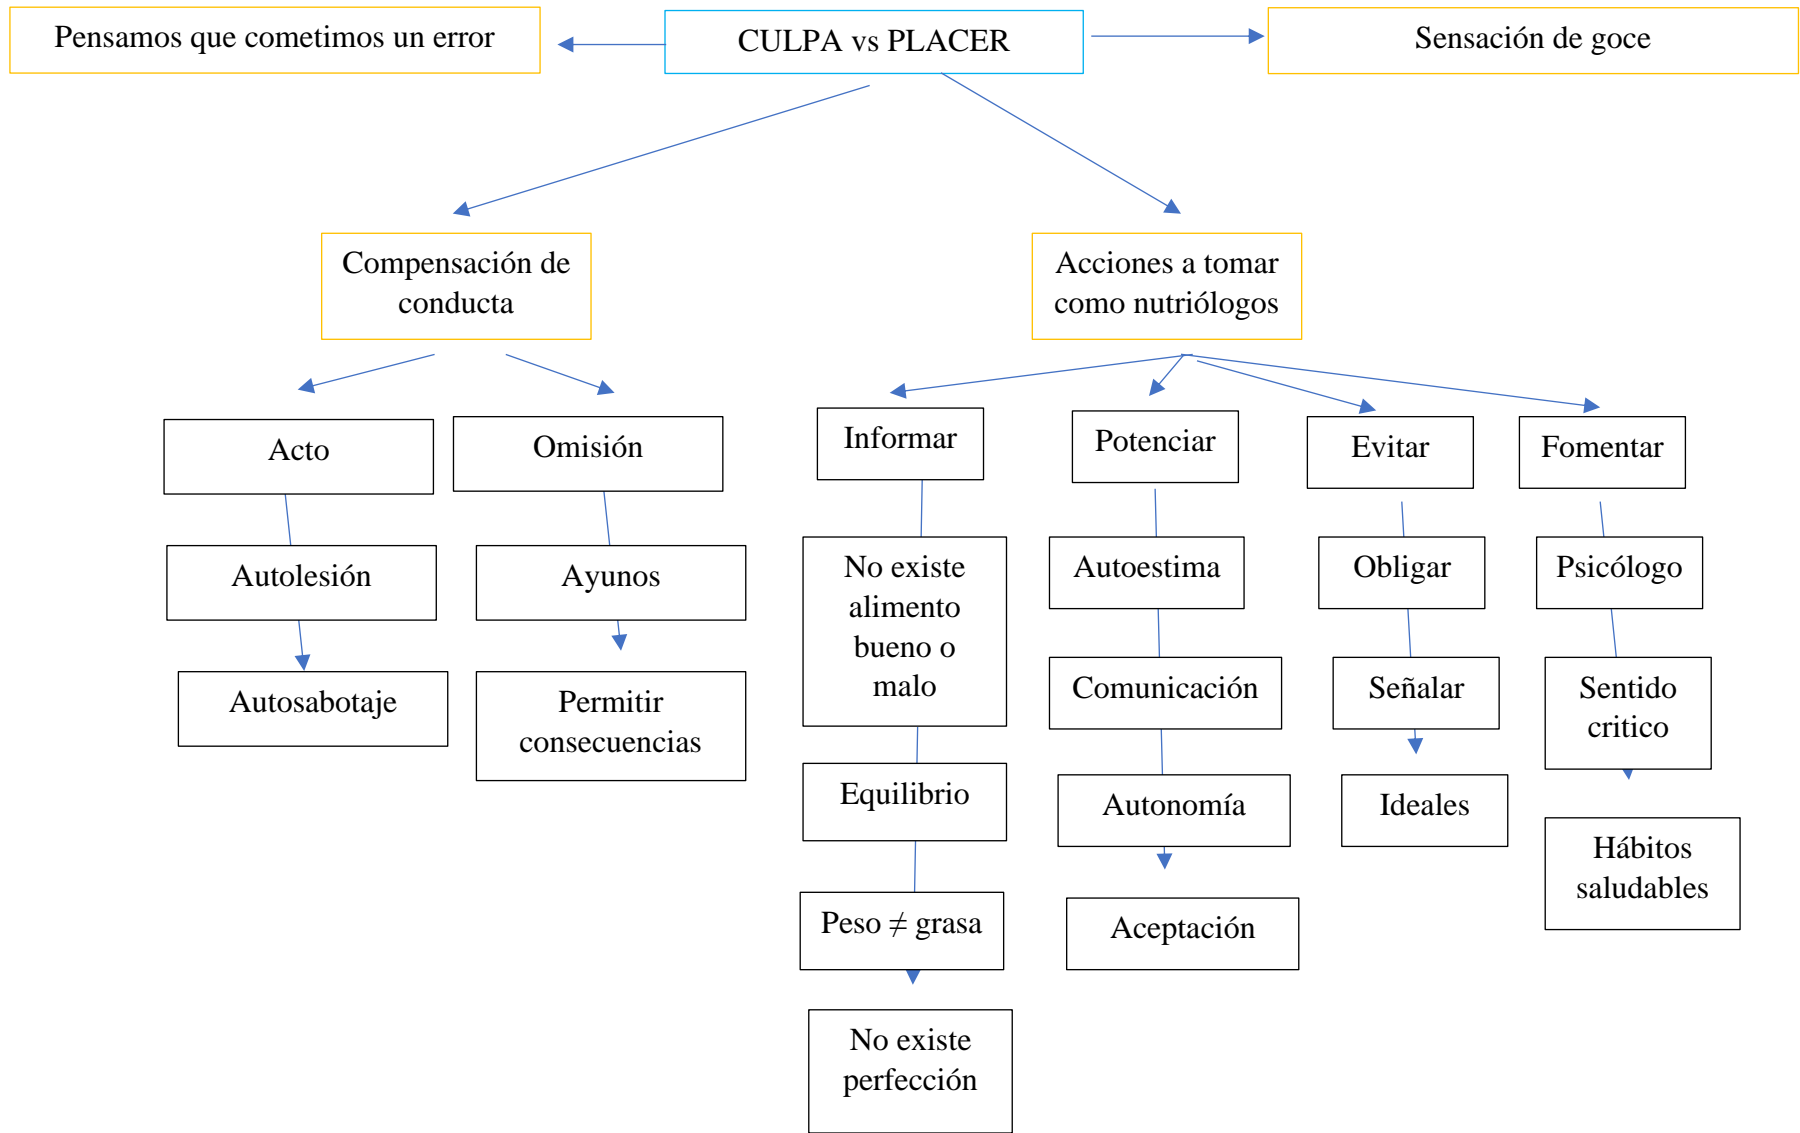 Pensamos que cometimos un error
CULPA vs PLACER
Sensación de goce
Compensación de
conducta
Acciones a tomar
como nutriólogos
Acto
Omisión
Informar
Potenciar
Evitar
Fomentar
Autolesión
Ayunos
No existe
alimento
bueno o
malo
Autoestima
Obligar
Psicólogo
Autosabotaje
Permitir
consecuencias
Comunicación
Señalar
Sentido
critico
Equilibrio
Autonomía
Ideales
Hábitos
saludables
Peso ≠ grasa
Aceptación
No existe
perfección